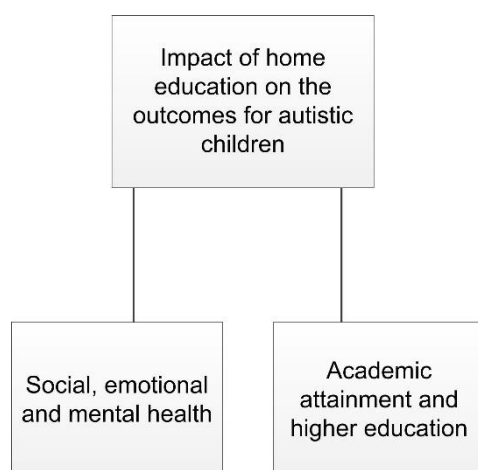 Impact of home
education on the
outcomes for autistic
children
Social, emotional
and mental health
Academic
attainment and
higher education